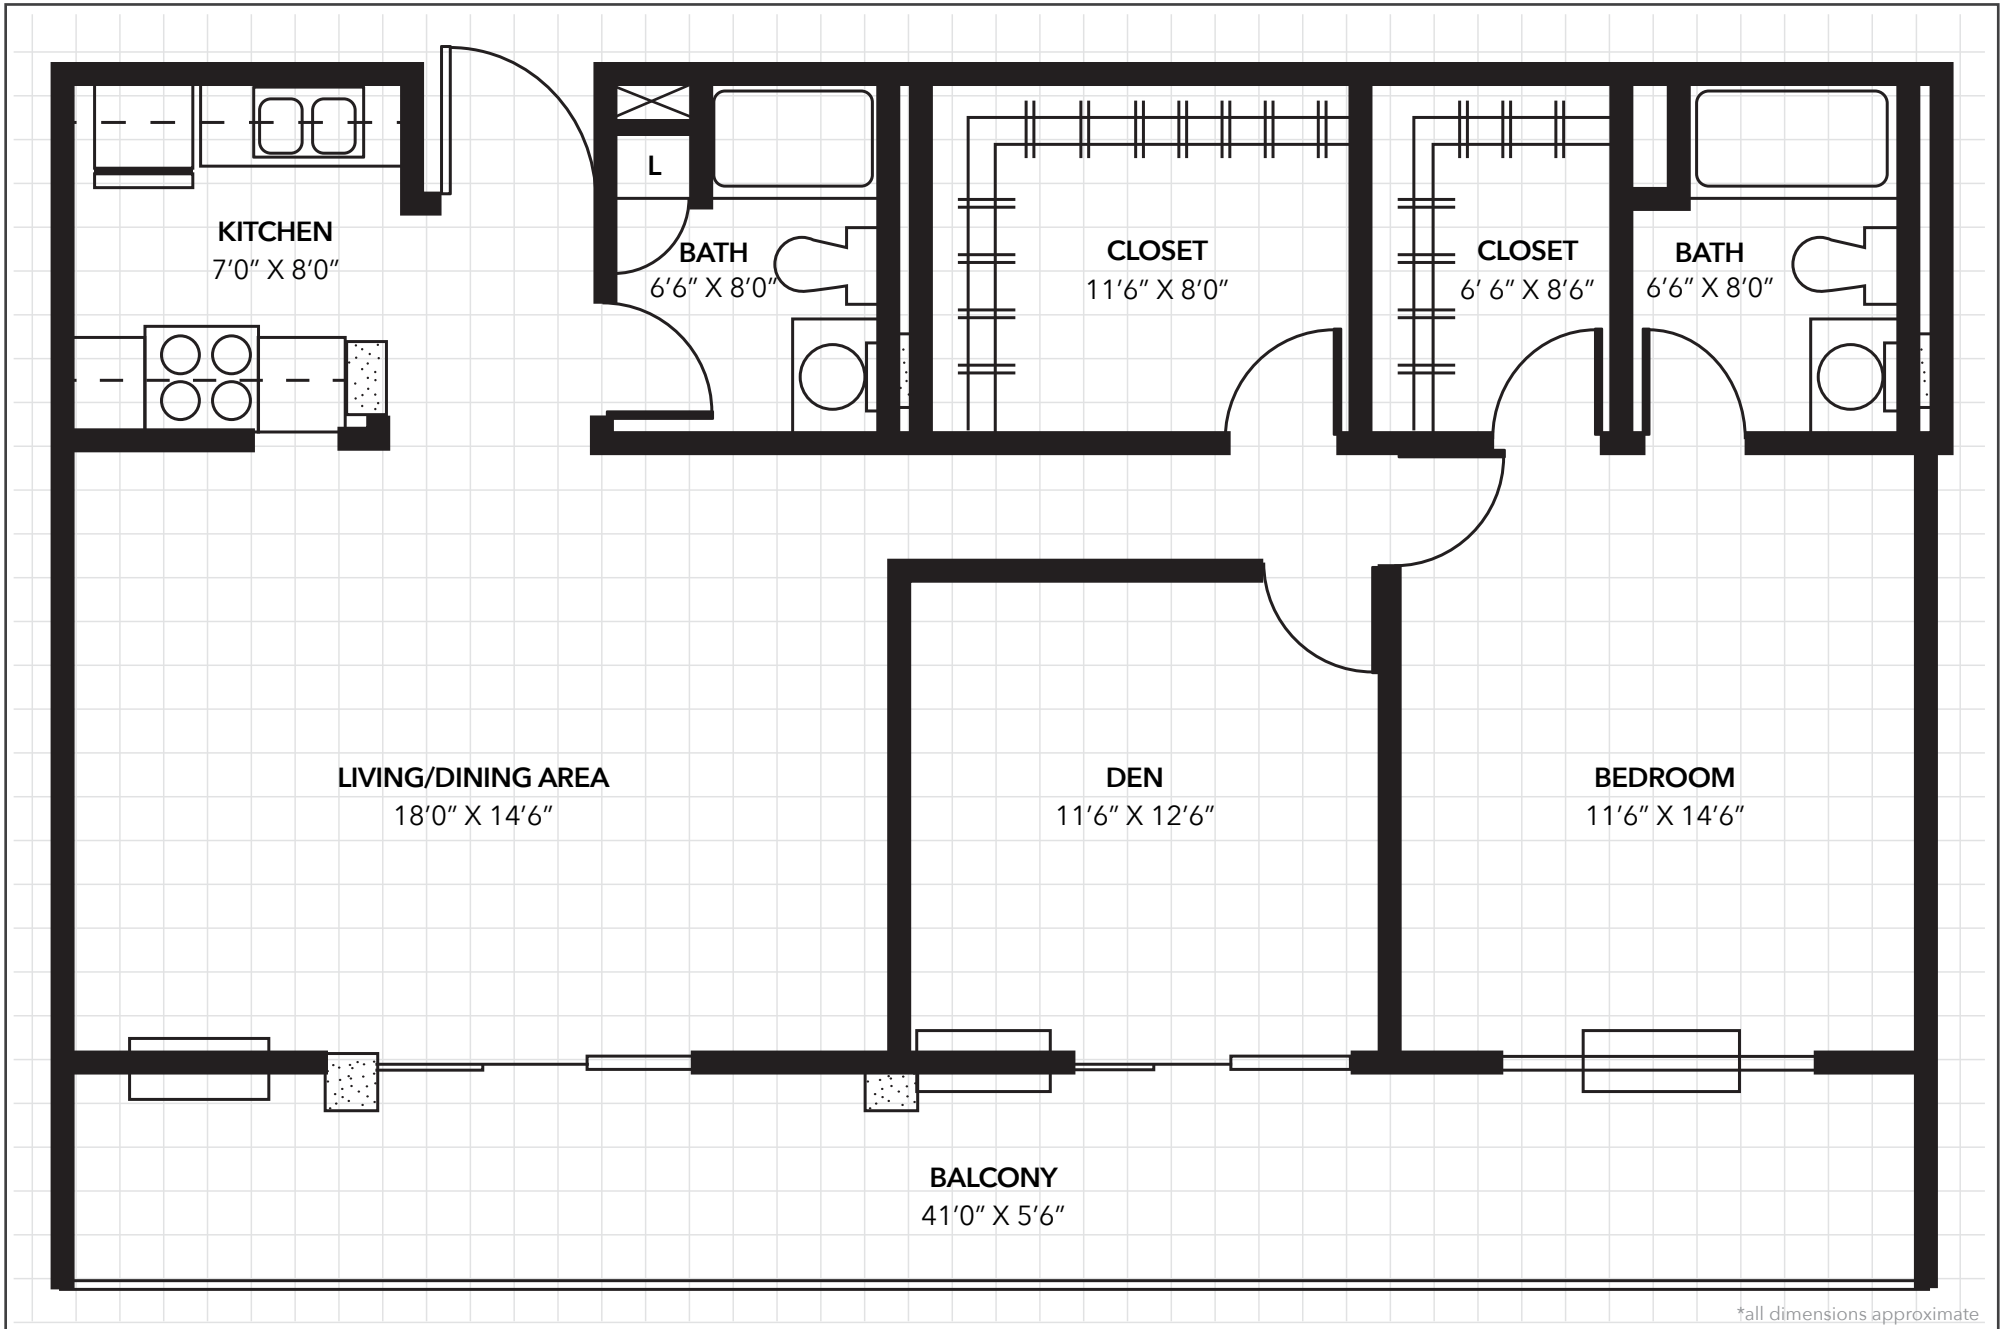 L
KITCHEN
7’0” X 8’0”
BATH
6’6” X 8’0”
CLOSET
11’6” X 8’0”
CLOSET
6’ 6” X 8’6”
BATH
6’6” X 8’0”
LIVING/DINING AREA
18’0” X 14’6”
DEN
11’6” X 12’6”
BEDROOM
11’6” X 14’6”
BALCONY
41’0” X 5’6”
*all dimensions approximate